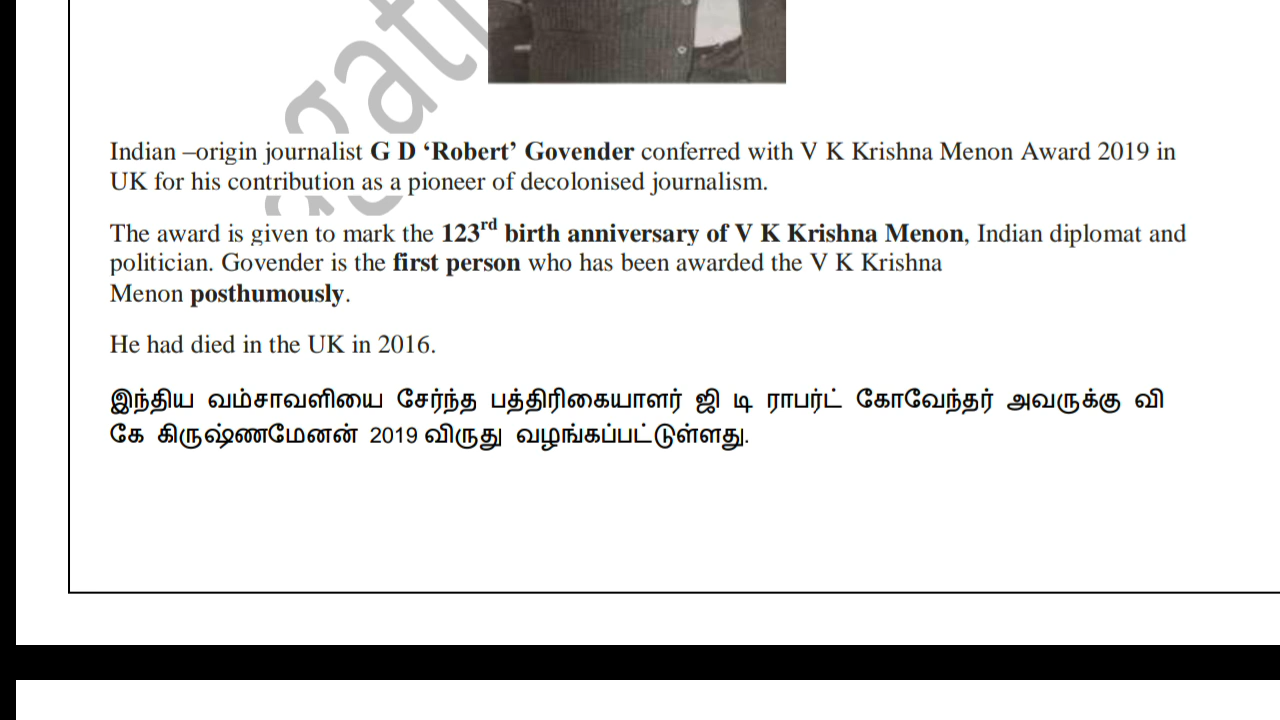 Indian –origin journalist G D ‘Robert’ Govender conferred with V K Krishna Menon Award 2019 in
UK for his contribution as a pioneer of decolonised journalism.
The award is given to mark the 123rd birth anniversary of V K Krishna Menon, Indian diplomat and
politician. Govender is the first person who has been awarded the V K Krishna
Menon posthumously.
He had died in the UK in 2016.
இந்திய வம்சாவளியை சேர்ந்த பத்திரிகையாளர் ஜி டி ராபர்ட் கோவேந்தர் அவருக்கு வி
கே கிருஷ்ணமேனன் 2019 விருது வழங்கப்பட்டுள்ளது.